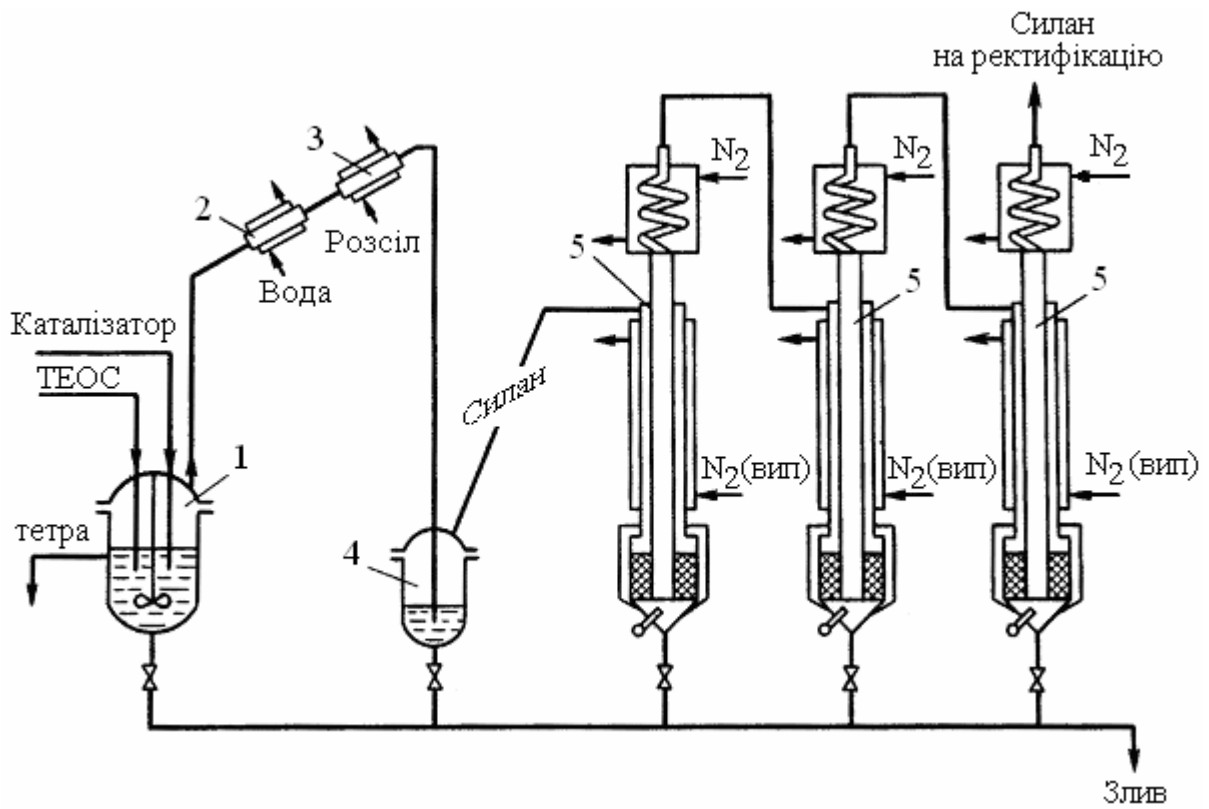 Силан
на ректифікацію
3
N2
N2
N2
2
Розсіл
5
Вода
5
5
Каталізатор
ТЕОС
Силан
1
N2(вип)
N2(вип)
N2(вип)
тетра
4
Злив